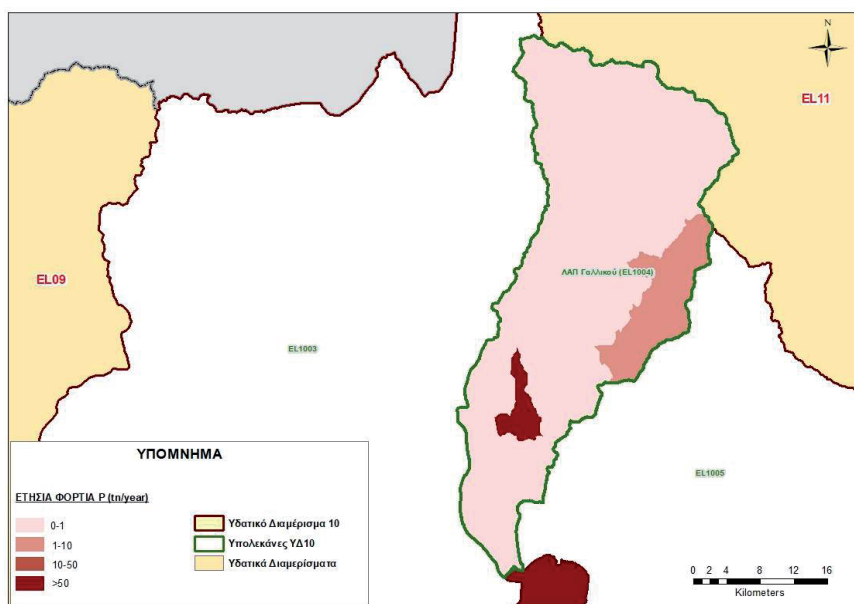 N
EL11
EL09
ΛΑΠ Γαλλικού (EL1004)
EL1003
EL1005
ΥΠΟΜΝΗΜΑ
ΕΤΗΣΙΑ ΦΟΡΤΙΑ P (tn/year)
0-1
1-10
10-50
>50
Υδατικό Διαμέρισμα 10
Υπολεκάνες ΥΔ10
Υδατικά Διαμερίσματα
0 2 4 8 12 16
Kilometers